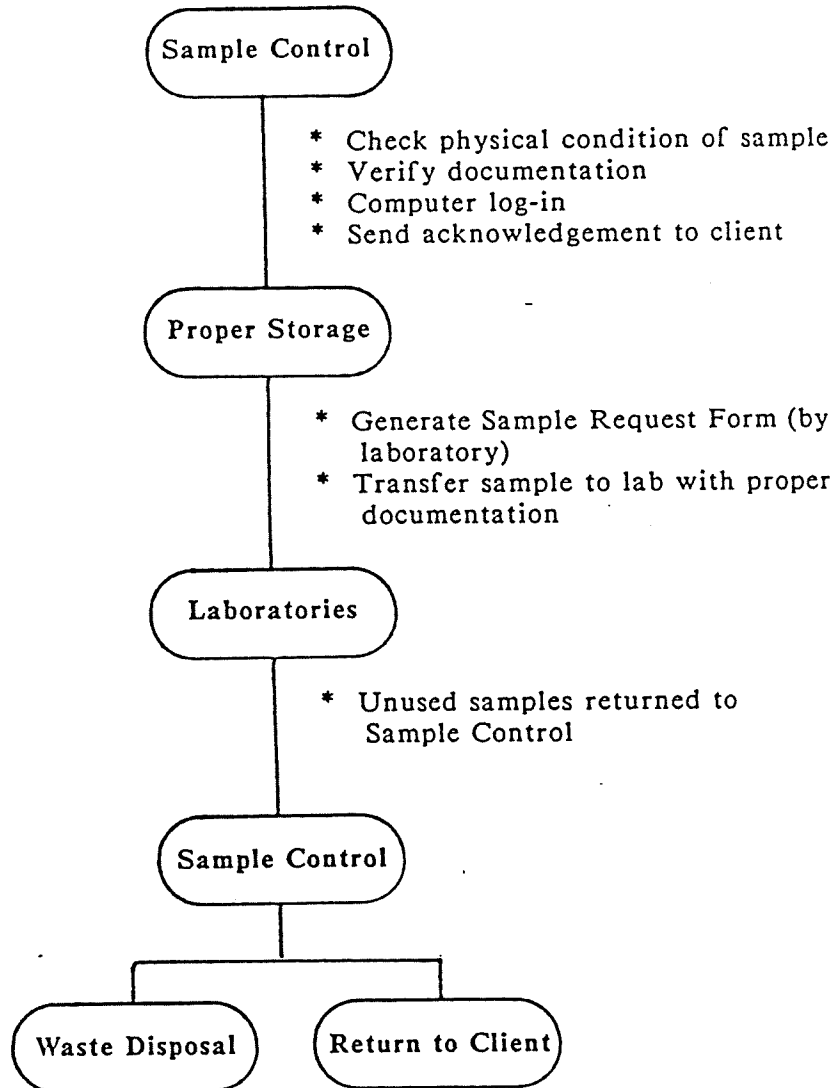 Sample Control
* Check physical condition of sample
* Verify documentation
* Computer log-in
* Send acknowledgement to client
Proper Storage
* Generate Sample Request Form (by
laboratory)
* Transfer sample to lab with proper
documentation
Laboratories
* Unused samples returned to
Sample Control
Sample Control
Waste Disposal
Return to Client